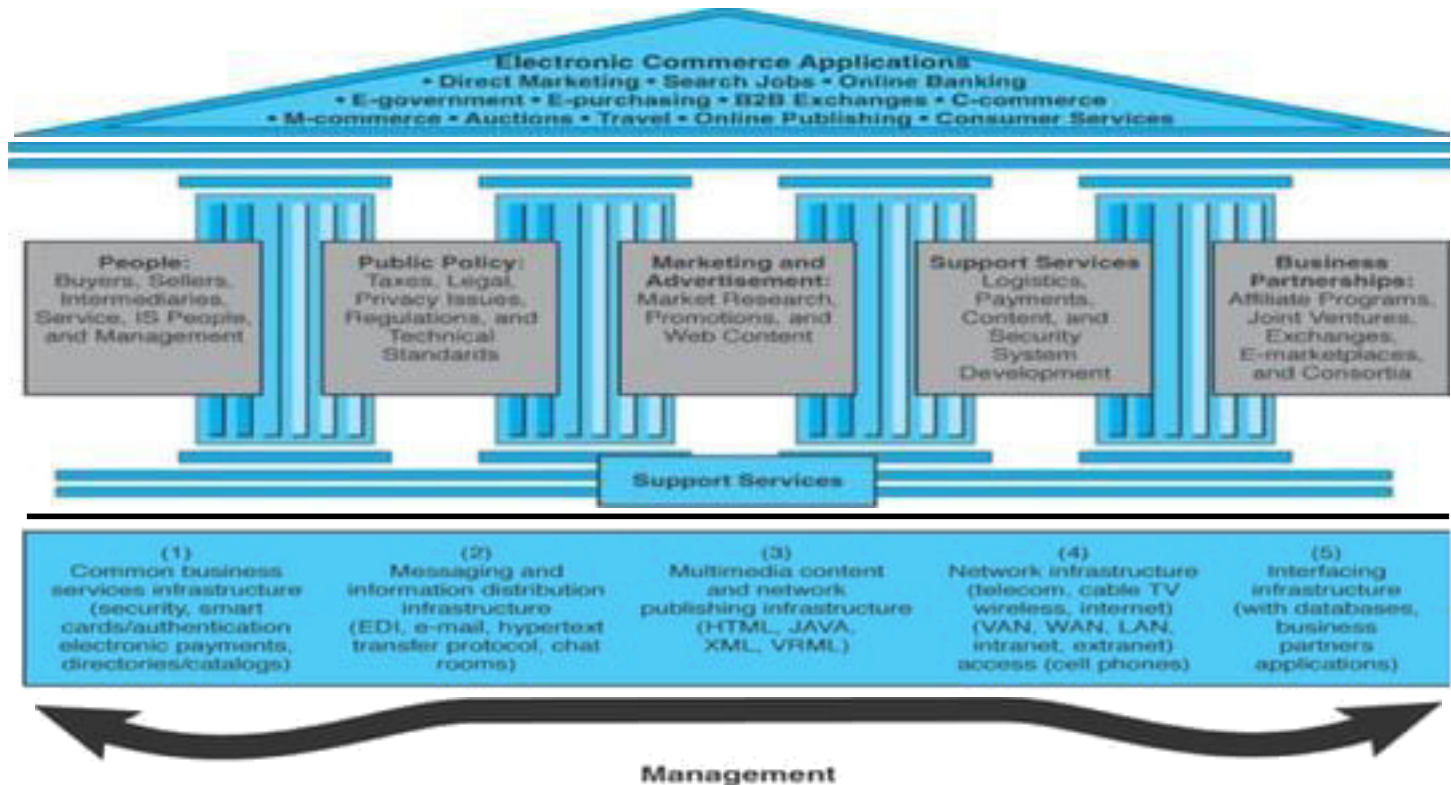 Electronic Commerce Applications
• Direct Marketing • Search Jobs • Online Banking
• E-government • E-purchasing • B2B Exchanges • C-commerce
• M-commerce • Auctions • Travel • Online Publishing • Consumer Services
People:
Buyers, Sellers,
Intermediaries,
Service, IS People,
and Management
Public Policy:
Taxes, Legal,
Privacy Issues,
Regulations, and
Technical
Standards
Marketing and
Advertisement:
Market Research,
Promotions, and
Web Content
Support Services
Logistics,
Payments,
Content, and
Security
System
Development
Business
Partnerships:
Affiliate Programs,
Joint Ventures,
Exchanges,
E-marketplaces,
and Consortia
Support Services
(1)
Common business
services infrastructure
(security, smart
cards/authentication
electronic payments,
directories/catalogs)
(2)
Messaging and
information distribution
infrastructure
(EDI, e-mail, hypertext
transfer protocol, chat
rooms)
(3)
Multimedia content
and network
publishing infrastructure
(HTML, JAVA,
XML, VRML)
(4)
Network infrastructure
(telecom, cable TV
wireless, internet)
(VAN, WAN, LAN,
intranet, extranet)
access (cell phones)
(5)
Interfacing
infrastructure
(with databases,
business
partners
applications)
Management